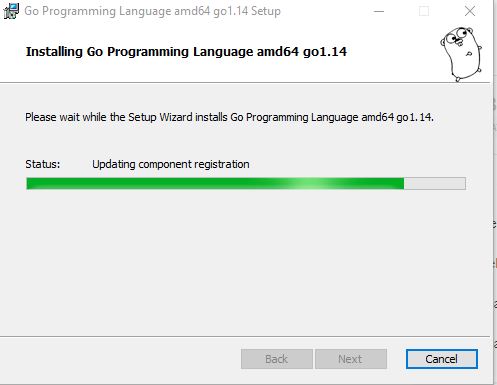 Go Programming Language amd64 go1.14 Setup
Installing Go Programming Language amd64 go1.14
Please wait while the Setup Wizard installs Go Programming Language amd64 go1.14.
Status: Updating component registration
Back Next Cancel